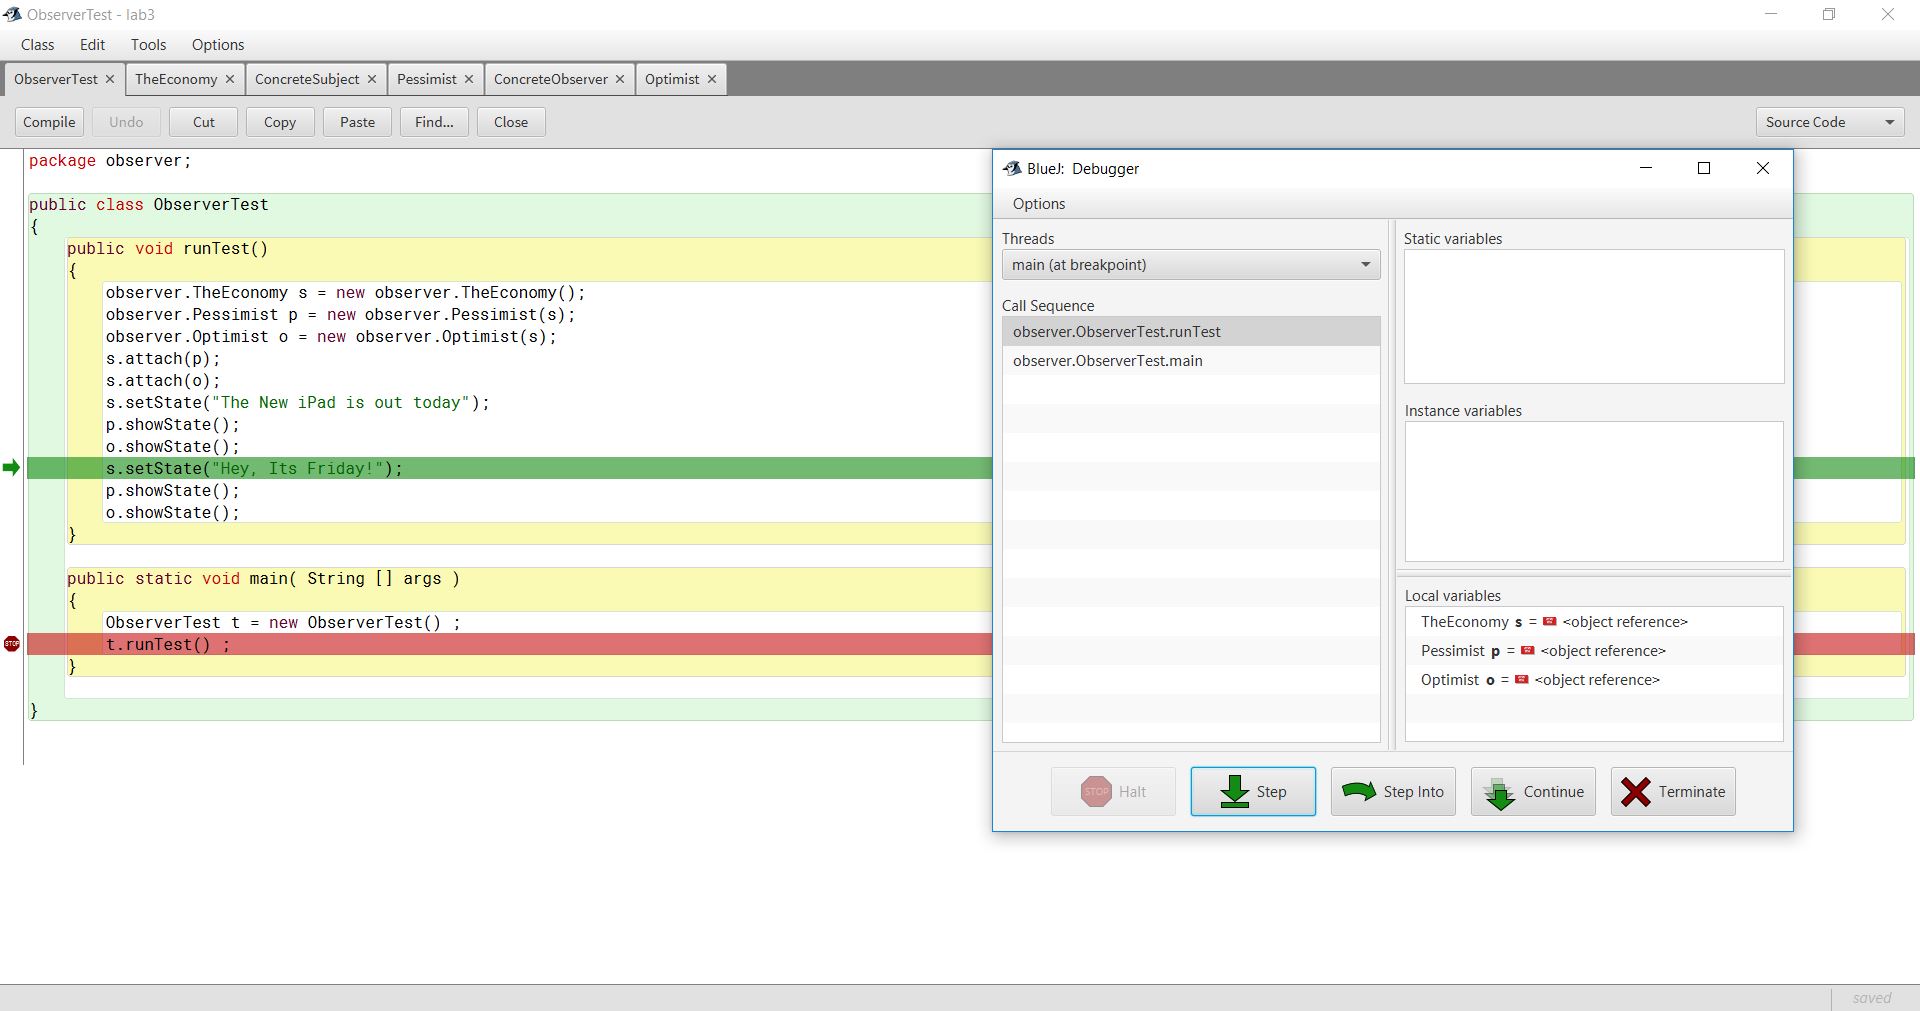 ObserverTest - lab3
Class Edit Tools Options
ObserverTest TheEconomy ConcreteSubject Pessimist ConcreteObserver Optimist
Compile Undo Cut Copy Paste Find... Close Source Code
package observer;
public class ObserverTest
{
public void runTest()
{
observer.TheEconomy s = new observer.TheEconomy();
observer.Pessimist p = new observer.Pessimist(s);
observer.Optimist o = new observer.Optimist(s);
s.attach(p);
s.attach(o);
s.setState("The New iPad is out today");
p.showState();
o.showState();
s.setState("Hey, Its Friday!");
p.showState();
o.showState();
}
public static void main( String [] args )
{
ObserverTest t = new ObserverTest() ;
STOP t.runTest() ;
}
}
BlueJ: Debugger
Options
Threads
main (at breakpoint)
Call Sequence
observer.ObserverTest.runTest
observer.ObserverTest.main
Static variables
Instance variables
Local variables
TheEconomy s = <object reference>
Pessimist p = <object reference>
Optimist o = <object reference>
STOP Halt Step Step Into Continue Terminate
saved